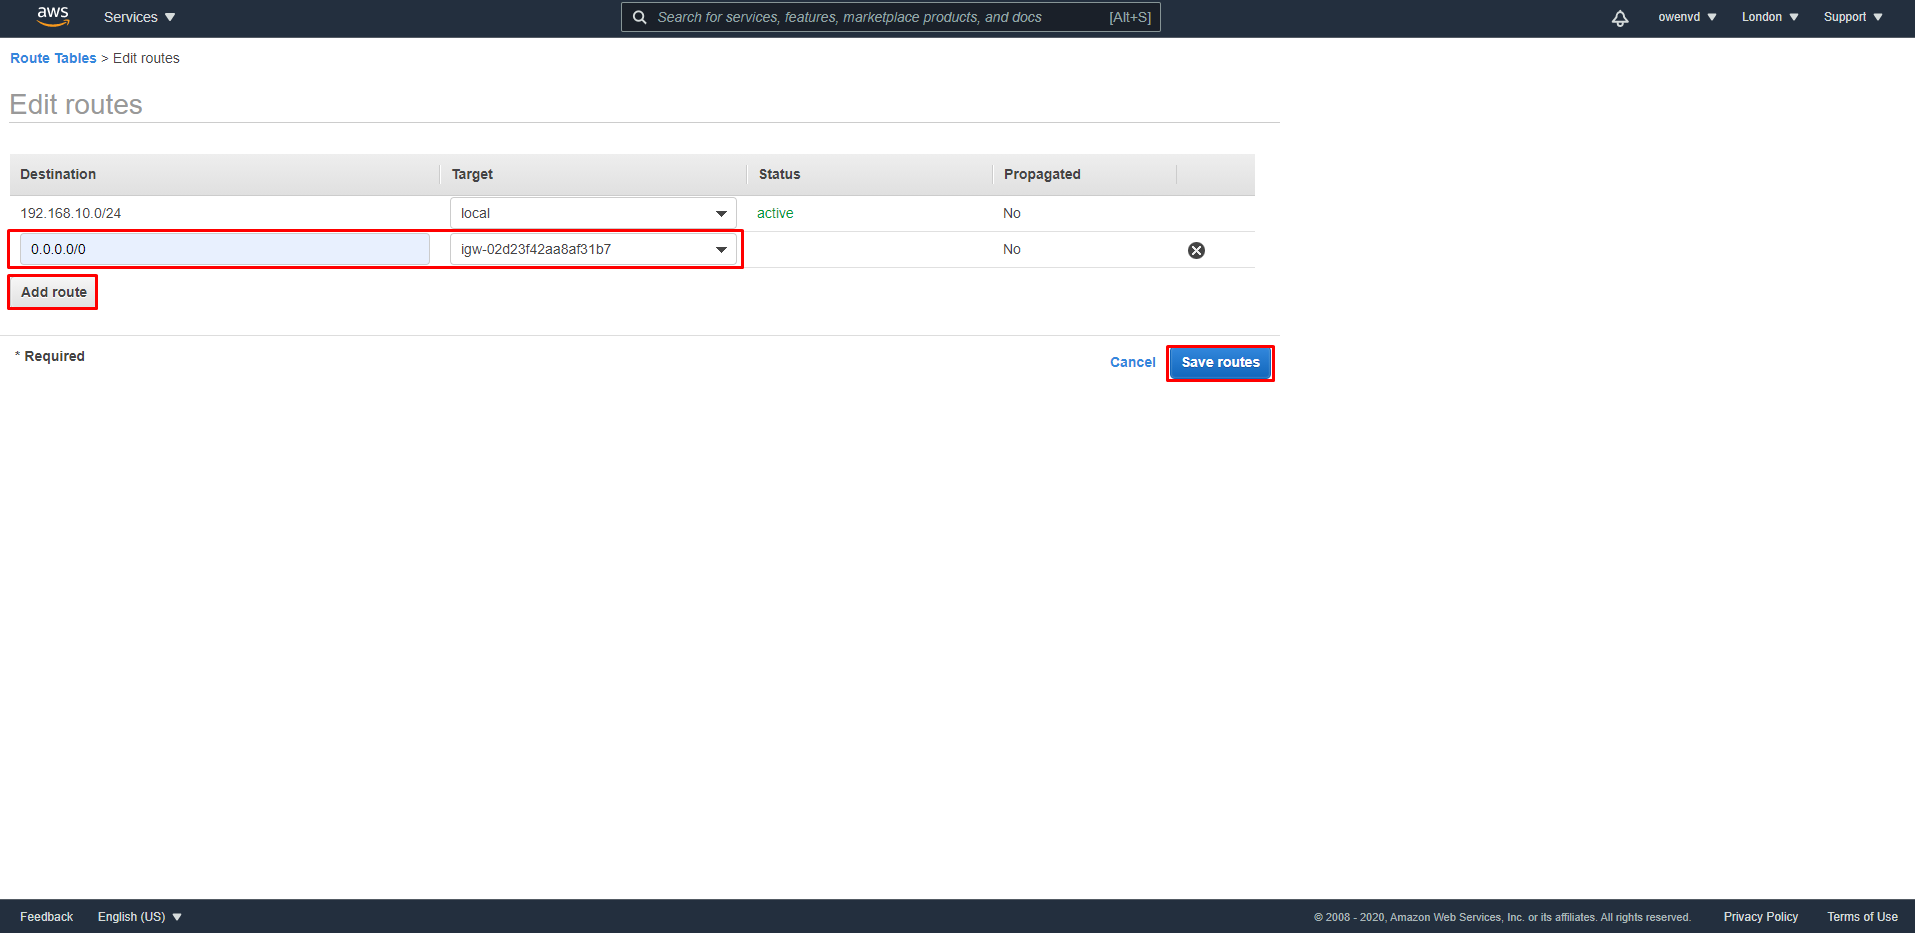 aws Services Search for services, features, marketplace products, and docs [Alt+S] owenvd London Support
Route Tables > Edit routes
Edit routes
Destination Target Status Propagated
192.168.10.0/24 local active No
0.0.0.0/0 igw-02d23f42aa8af31b7 No
Add route
* Required
Cancel Save routes
Feedback English (US) © 2008 - 2020, Amazon Web Services, Inc. or its affiliates. All rights reserved. Privacy Policy Terms of Use